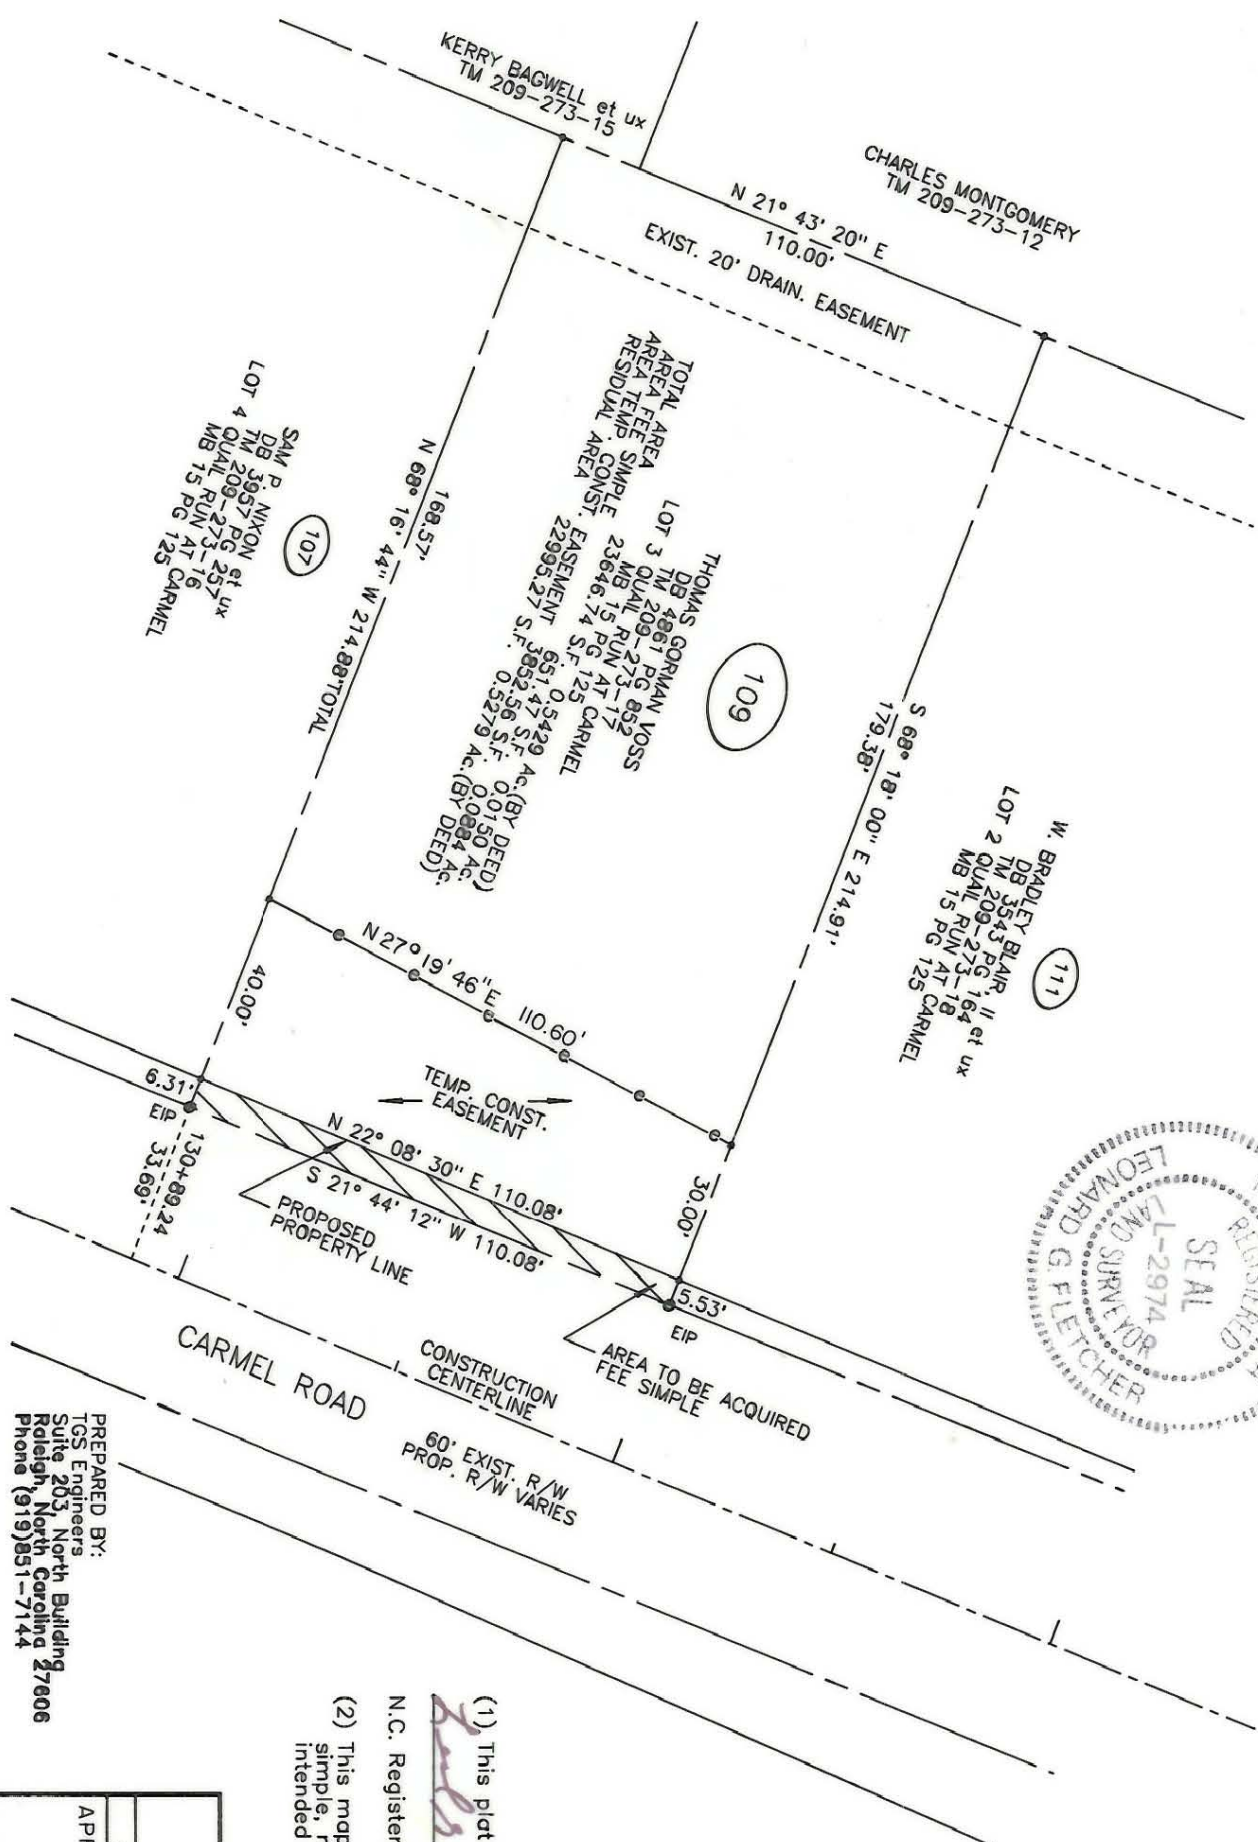 KERRY BAGWELL et ux
TM 209-273-15
CHARLES MONTGOMERY
TM 209-273-12
N 21° 43' 20" E
110.00'
EXIST. 20' DRAIN. EASEMENT
SAM P. NIXON et ux
DB 3957 PG 257
TM 209-273-16
LOT 4 QUAIL RUN AT CARMEL
MB 15 PG 125
107
168.57'
N 68° 16' 44" W 214.88' TOTAL
THOMAS GORMAN VOSS
DB 4861 PG 852
TM 209-273-17
LOT 3 QUAIL RUN AT CARMEL
MB 15 PG 125
109
TOTAL AREA 23646.74 S.F. 0.5429 Ac.(BY DEED)
AREA FEE SIMPLE 651.47 S.F. 0.0150 Ac.
AREA TEMP. CONST. EASEMENT 3852.56 S.F. 0.0884 Ac.
RESIDUAL AREA 22995.27 S.F. 0.5279 Ac.(BY DEED)
S 68° 18' 00" E 214.91'
179.38'
W. BRADLEY BLAIR, II et ux
DB 3543 PG 164
TM 209-273-18
LOT 2 QUAIL RUN AT CARMEL
MB 15 PG 125
111
N 27° 19' 46" E 110.60'
40.00'
TEMP. CONST.
EASEMENT
30.00'
6.31'
EIP
130+89.24
33.69'
N 22° 08' 30" E 110.08'
S 21° 44' 12" W 110.08'
PROPOSED
PROPERTY LINE
5.53'
EIP
AREA TO BE ACQUIRED
FEE SIMPLE
CARMEL ROAD
CONSTRUCTION
CENTERLINE
60' EXIST. R/W
PROP. R/W VARIES
REGISTERED
SEAL
L-2974
LAND SURVEYOR
LEONARD G. FLETCHER
PREPARED BY:
TGS Engineers
Suite 203, North Building
Raleigh, North Carolina 27606
Phone (919)851-7144
(1) This plat
N.C. Register
(2) This map
simple,
intended